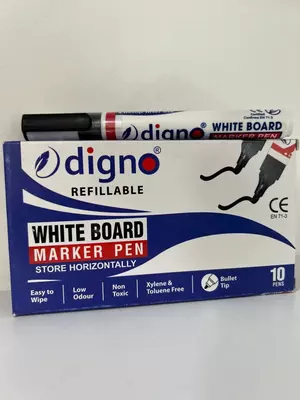 digno® WHITE BOARD
MARKER PEN
digno®
REFILLABLE
WHITE BOARD
MARKER PEN
STORE HORIZONTALLY
CE
EN 71-3
Easy to Wipe
Low Odour
Non Toxic
Xylene & Toluene Free
Bullet Tip
10
PENS